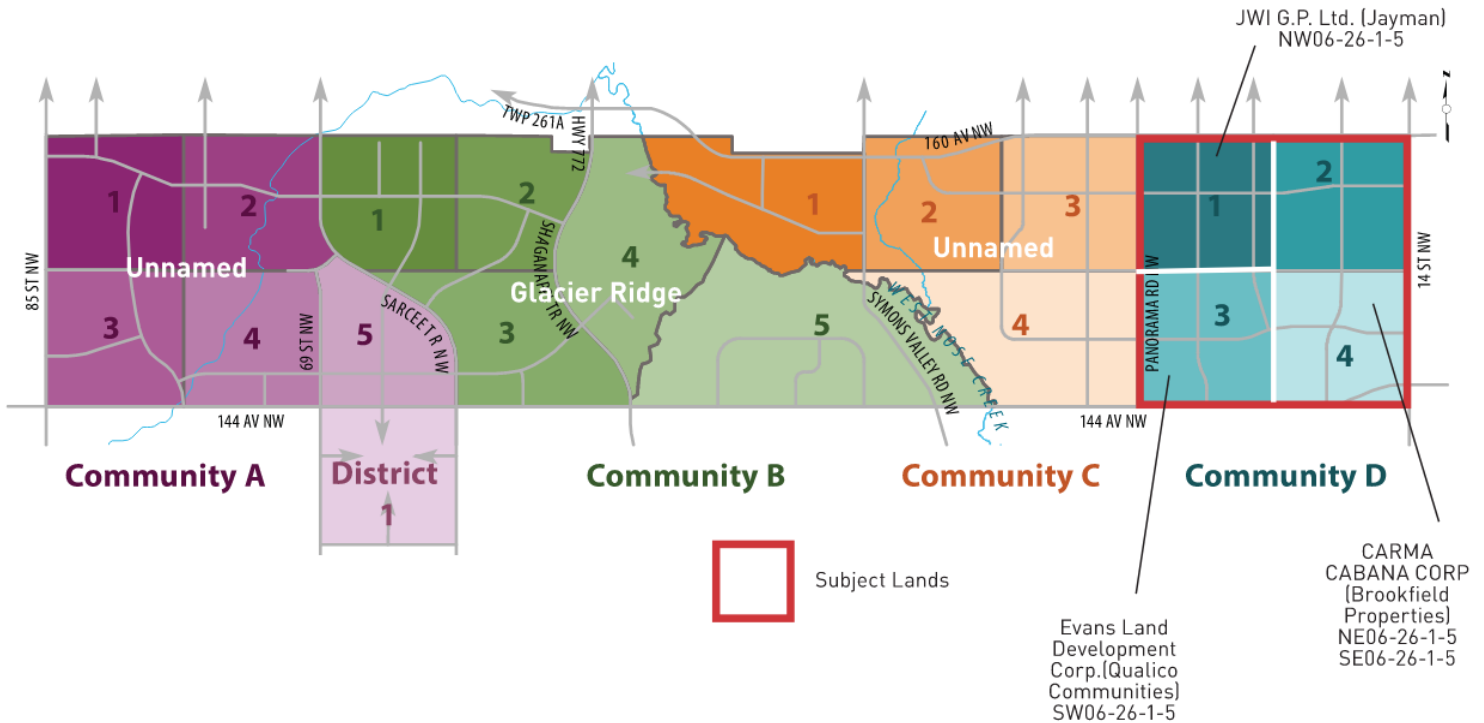 JWI G.P. Ltd. (Jayman)
NW06-26-1-5
z
TWP 261A
HWY 772
160 AV NW
1
2
1
2
4
1
2
3
1
2
Unnamed
Glacier Ridge
Unnamed
85 ST NW
SHAGANAPPI TR NW
WEST NOSE CREEK
PANORAMA RD NW
14 ST NW
3
4
69 ST NW
5
SARCEE TR NW
3
5
SYMONS VALLEY RD NW
4
3
4
144 AV NW
144 AV NW
Community A
District
1
Community B
Community C
Community D
Subject Lands
Evans Land
Development
Corp.(Qualico
Communities)
SW06-26-1-5
CARMA
CABANA CORP
(Brookfield
Properties)
NE06-26-1-5
SE06-26-1-5